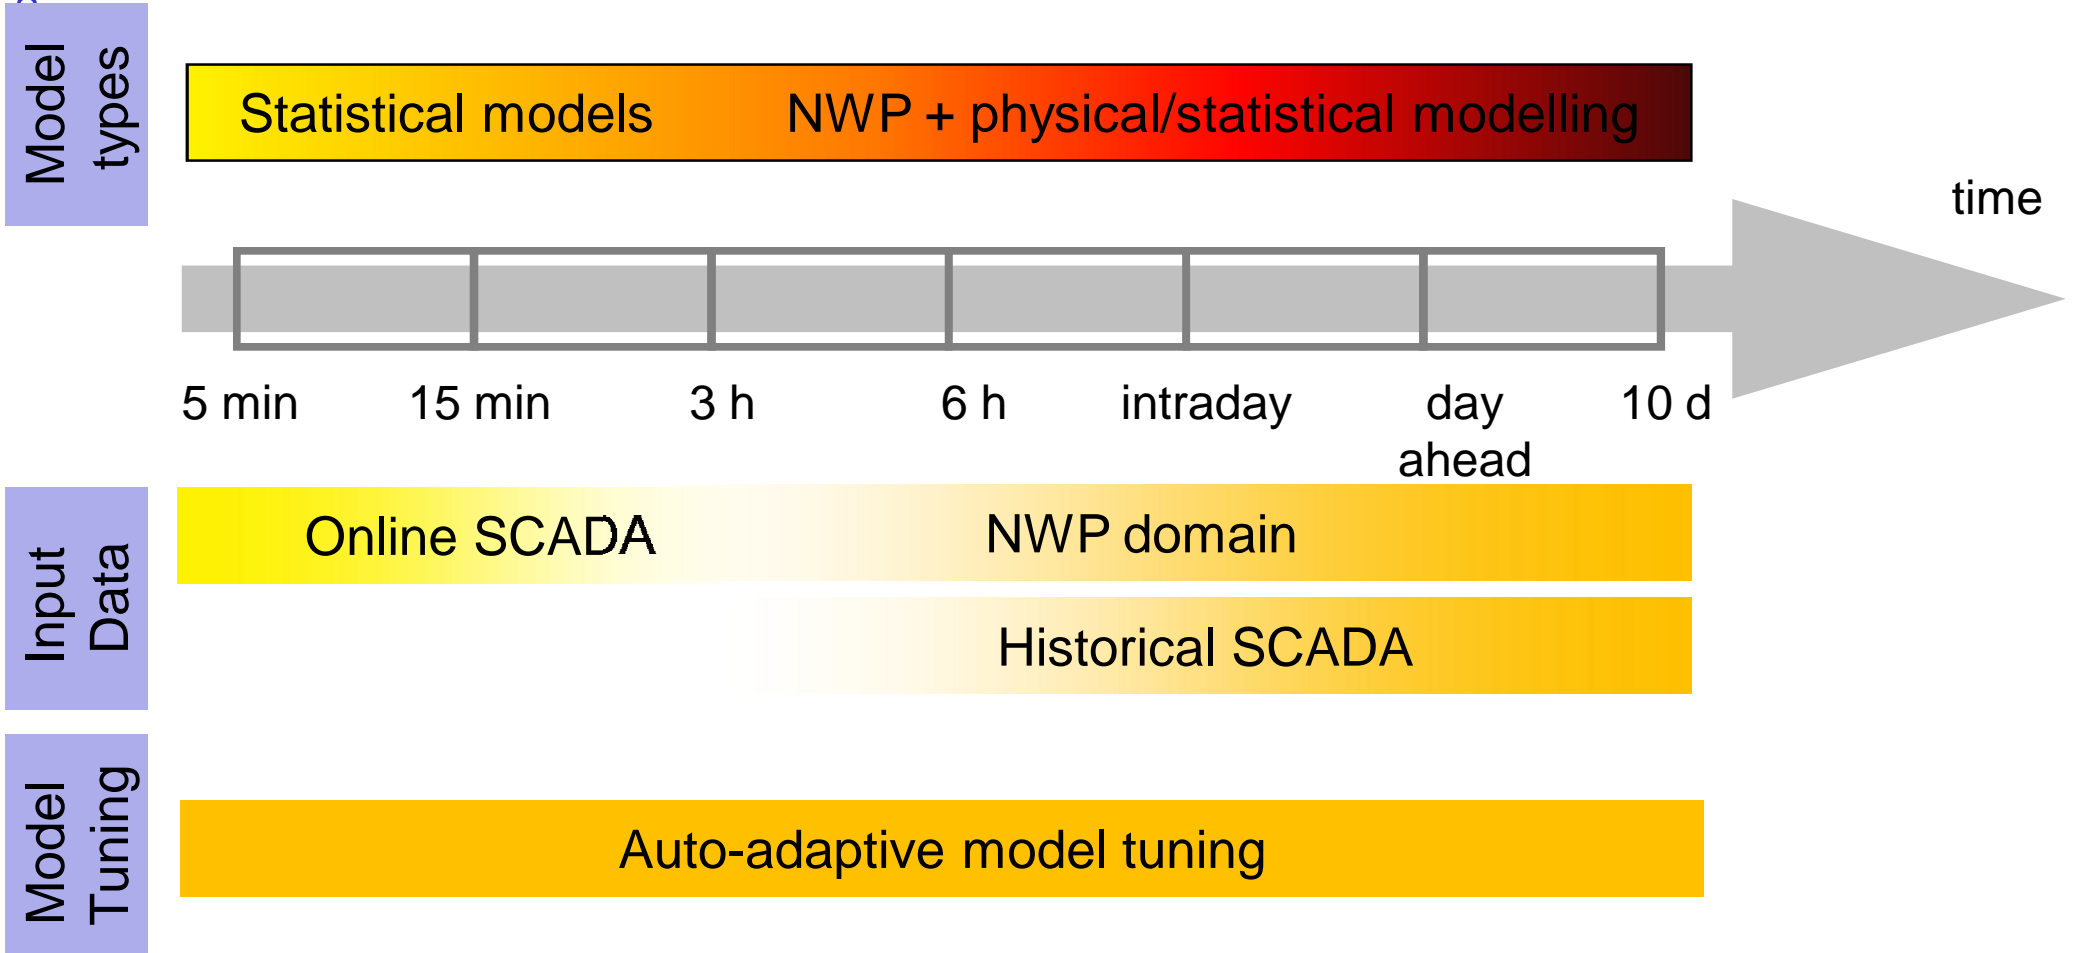 Model
types
Statistical models
NWP + physical/statistical modelling
time
5 min
15 min
3 h
6 h
intraday
day
ahead
10 d
Input
Data
Online SCADA
NWP domain
Historical SCADA
Model
Tuning
Auto-adaptive model tuning